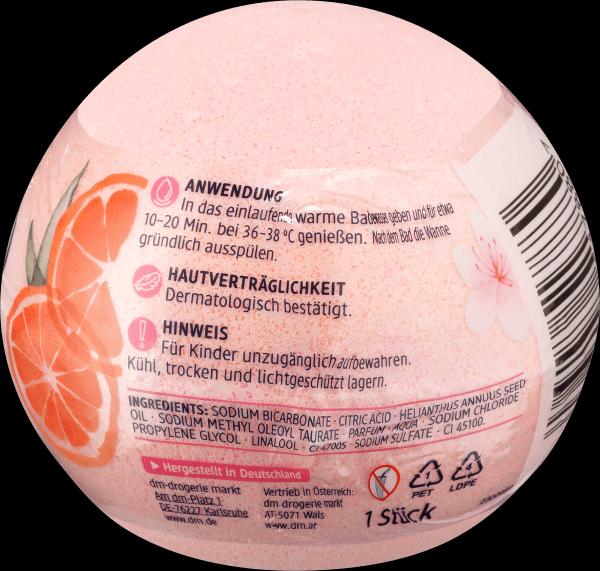 ANWENDUNG
In das einlaufende warme Badewasser geben und für etwa
10-20 Min. bei 36-38 °C genießen. Nach dem Bad die Wanne
gründlich ausspülen.
HAUTVERTRÄGLICHKEIT
Dermatologisch bestätigt.
HINWEIS
Für Kinder unzugänglich aufbewahren.
Kühl, trocken und lichtgeschützt lagern.
INGREDIENTS: SODIUM BICARBONATE · CITRIC ACID · HELIANTHUS ANNUUS SEED
OIL · SODIUM METHYL OLEOYL TAURATE · PARFUM · AQUA · SODIUM CHLORIDE ·
PROPYLENE GLYCOL · LINALOOL · CI 47005 · SODIUM SULFATE · CI 45100.
Hergestellt in Deutschland
dm-drogerie markt
Am dm-Platz 1
DE-76227 Karlsruhe
www.dm.de
Vertrieb in Österreich:
dm drogerie markt
AT-5071 Wals
www.dm.at
1
PET
4
LDPE
1 Stück